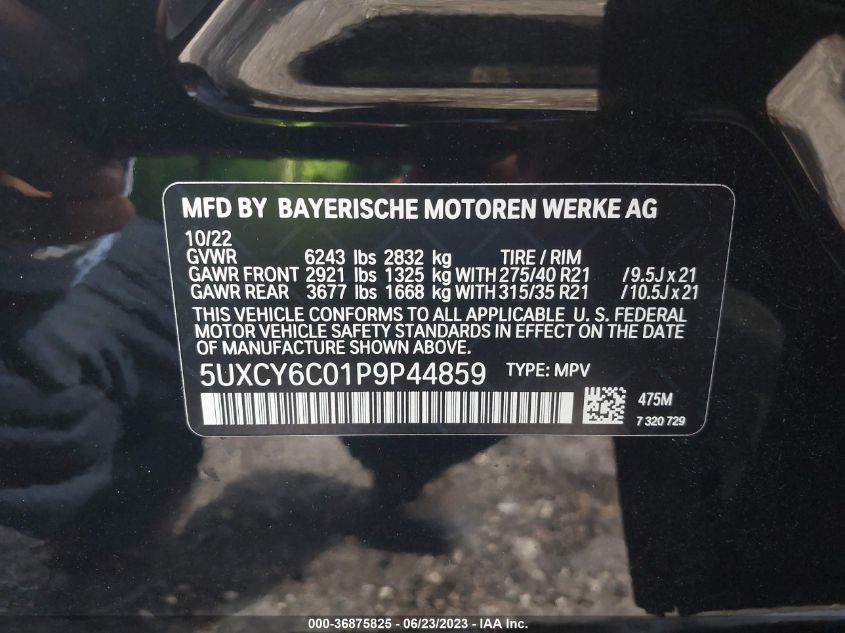 MFD BY BAYERISCHE MOTOREN WERKE AG
10/22
GVWR 6243 lbs 2832 kg TIRE / RIM
GAWR FRONT 2921 lbs 1325 kg WITH 275/40 R21 / 9.5J x 21
GAWR REAR 3677 lbs 1668 kg WITH 315/35 R21 / 10.5J x 21
THIS VEHICLE CONFORMS TO ALL APPLICABLE U. S. FEDERAL
MOTOR VEHICLE SAFETY STANDARDS IN EFFECT ON THE DATE
OF MANUFACTURE SHOWN ABOVE.
5UXCY6C01P9P44859 TYPE: MPV
475M
7 320 729
000-36875825 - 06/23/2023 - IAAI.com